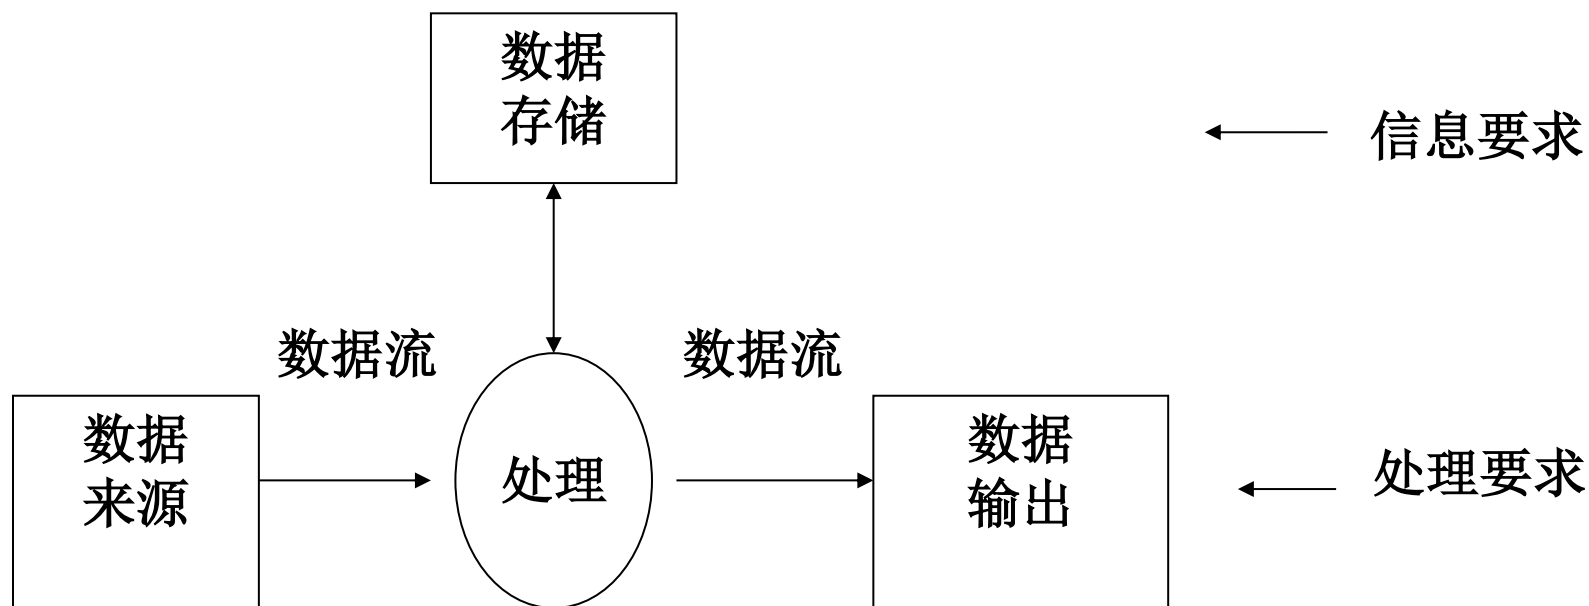 数据
存储
信息要求
数据流
数据流
数据
来源
处理
数据
输出
处理要求